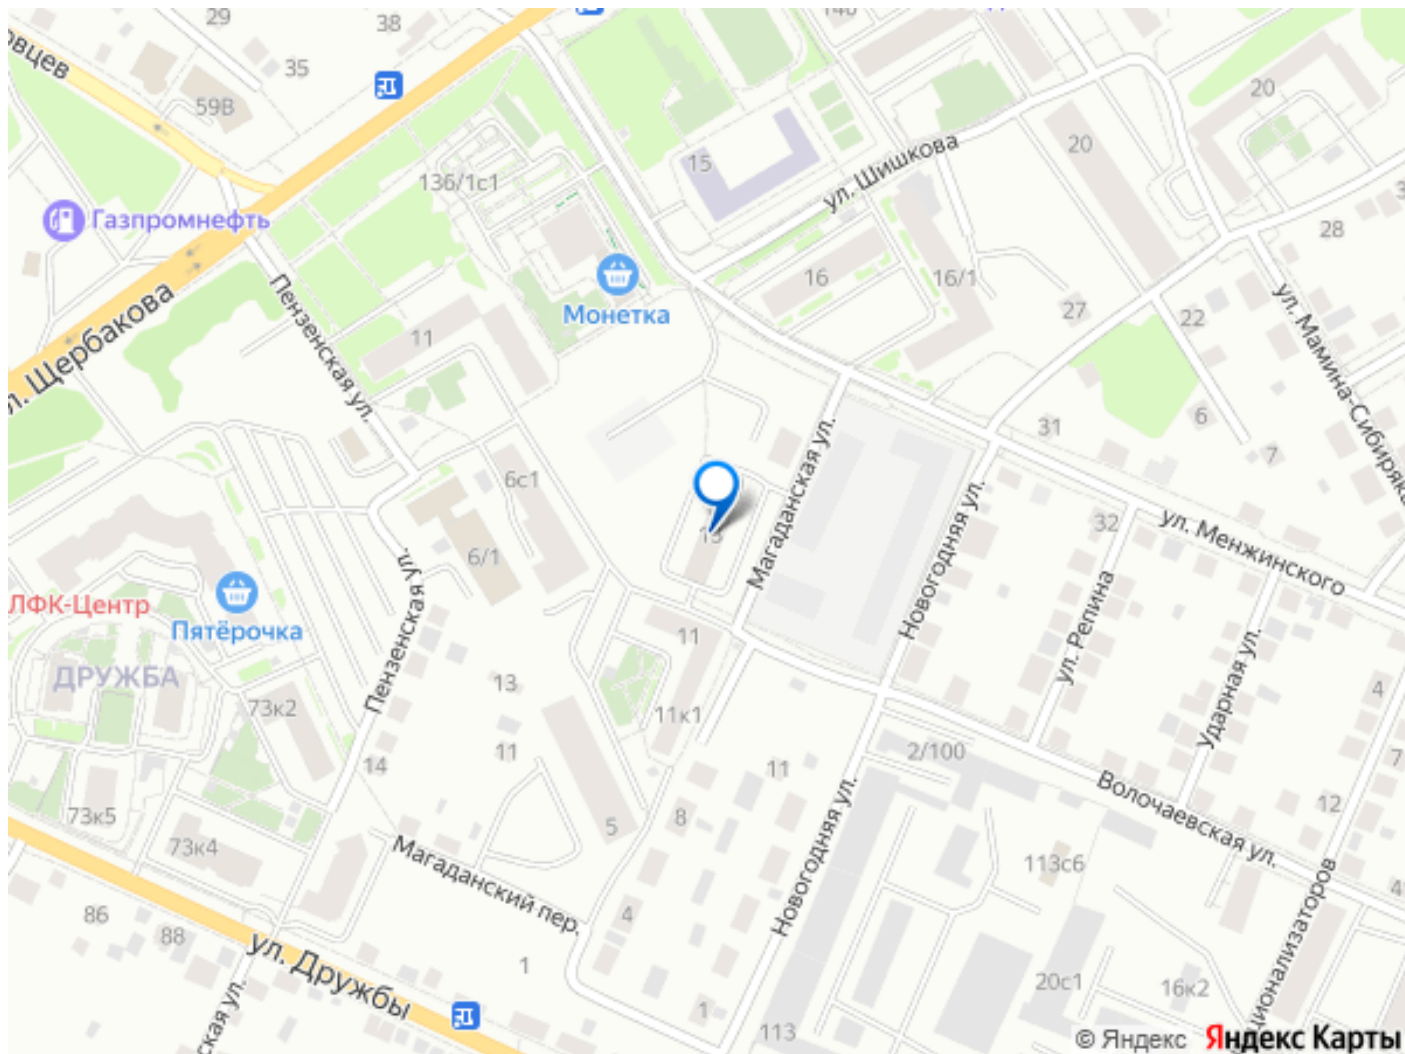 29
38
35
59В
136/1с1
15
ул. Шишкова
20
20
28
Газпромнефть
Монетка
16
16/1
27
22
Пензенская ул.
ул. Мамина-Сибиряка
11
Щербакова
6
7
31
Магаданская ул.
6с1
6/1
Новогодняя ул.
32
ул. Менжинского
ЛФК-Центр
Пятёрочка
Пензенская ул.
ул. Репина
Ударная ул.
ДРУЖБА
73к2
13
11
11к1
4
14
11
11
2/100
7
Волочаевская ул.
12
73к5
73к4
5
8
Магаданский пер.
Новогодняя ул.
113с6
86
88
4
ул. Дружбы
1
1
113
20с1
16к2
© Яндекс
Яндекс Карты